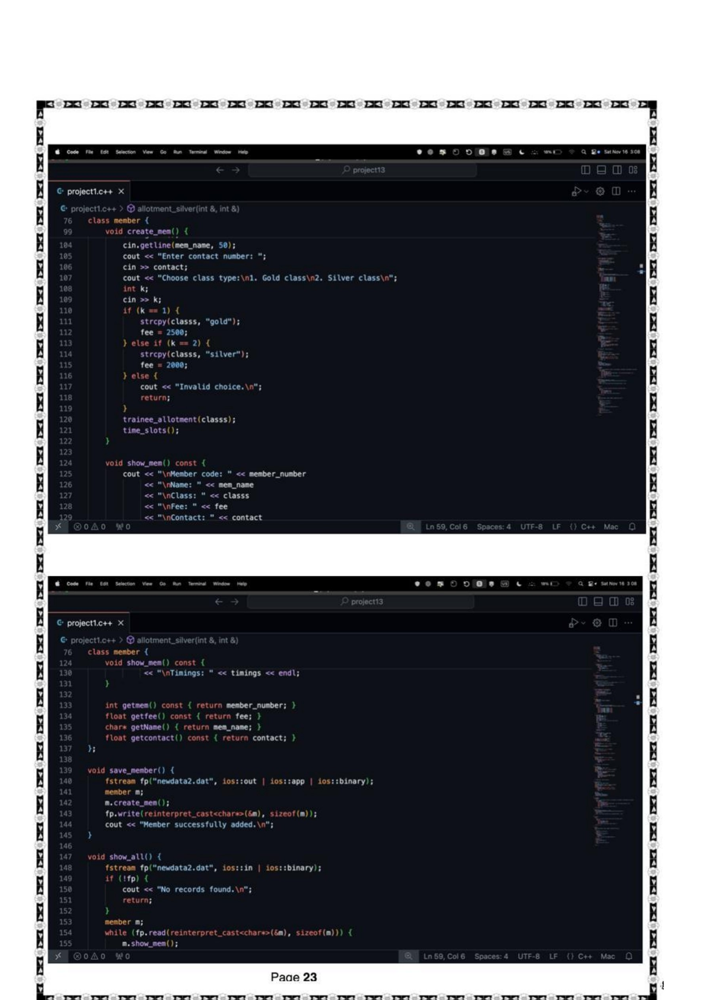 Code File Edit Selection View Go Run Terminal Window Help US 18% Sat Nov 16 3:08
project13
project1.c++
project1.c++ > allotment_silver(int &, int &)
76 class member {
99 void create_mem() {
104 cin.getline(mem_name, 50);
105 cout << "Enter contact number: ";
106 cin >> contact;
107 cout << "Choose class type:\n1. Gold class\n2. Silver class\n";
108 int k;
109 cin >> k;
110 if (k == 1) {
111 strcpy(classs, "gold");
112 fee = 2500;
113 } else if (k == 2) {
114 strcpy(classs, "silver");
115 fee = 2000;
116 } else {
117 cout << "Invalid choice.\n";
118 return;
119 }
120 trainee_allotment(classs);
121 time_slots();
122 }
123
124 void show_mem() const {
125 cout << "\nMember code: " << member_number
126 << "\nName: " << mem_name
127 << "\nClass: " << classs
128 << "\nFee: " << fee
129 << "\nContact: " << contact
0 0 0 Ln 59, Col 6 Spaces: 4 UTF-8 LF {} C++ Mac
Code File Edit Selection View Go Run Terminal Window Help US 18% Sat Nov 16 3 08
project13
project1.c++
project1.c++ > allotment_silver(int &, int &)
76 class member {
124 void show_mem() const {
130 << "\nTimings: " << timings << endl;
131 }
132
133 int getmem() const { return member_number; }
134 float getfee() const { return fee; }
135 char* getName() { return mem_name; }
136 float getcontact() const { return contact; }
137 };
138
139 void save_member() {
140 fstream fp("newdata2.dat", ios::out | ios::app | ios::binary);
141 member m;
142 m.create_mem();
143 fp.write(reinterpret_cast<char*>(&m), sizeof(m));
144 cout << "Member successfully added.\n";
145 }
146
147 void show_all() {
148 fstream fp("newdata2.dat", ios::in | ios::binary);
149 if (!fp) {
150 cout << "No records found.\n";
151 return;
152 }
153 member m;
154 while (fp.read(reinterpret_cast<char*>(&m), sizeof(m))) {
155 m.show_mem();
0 0 0 Ln 59, Col 6 Spaces: 4 UTF-8 LF {} C++ Mac
Page 23